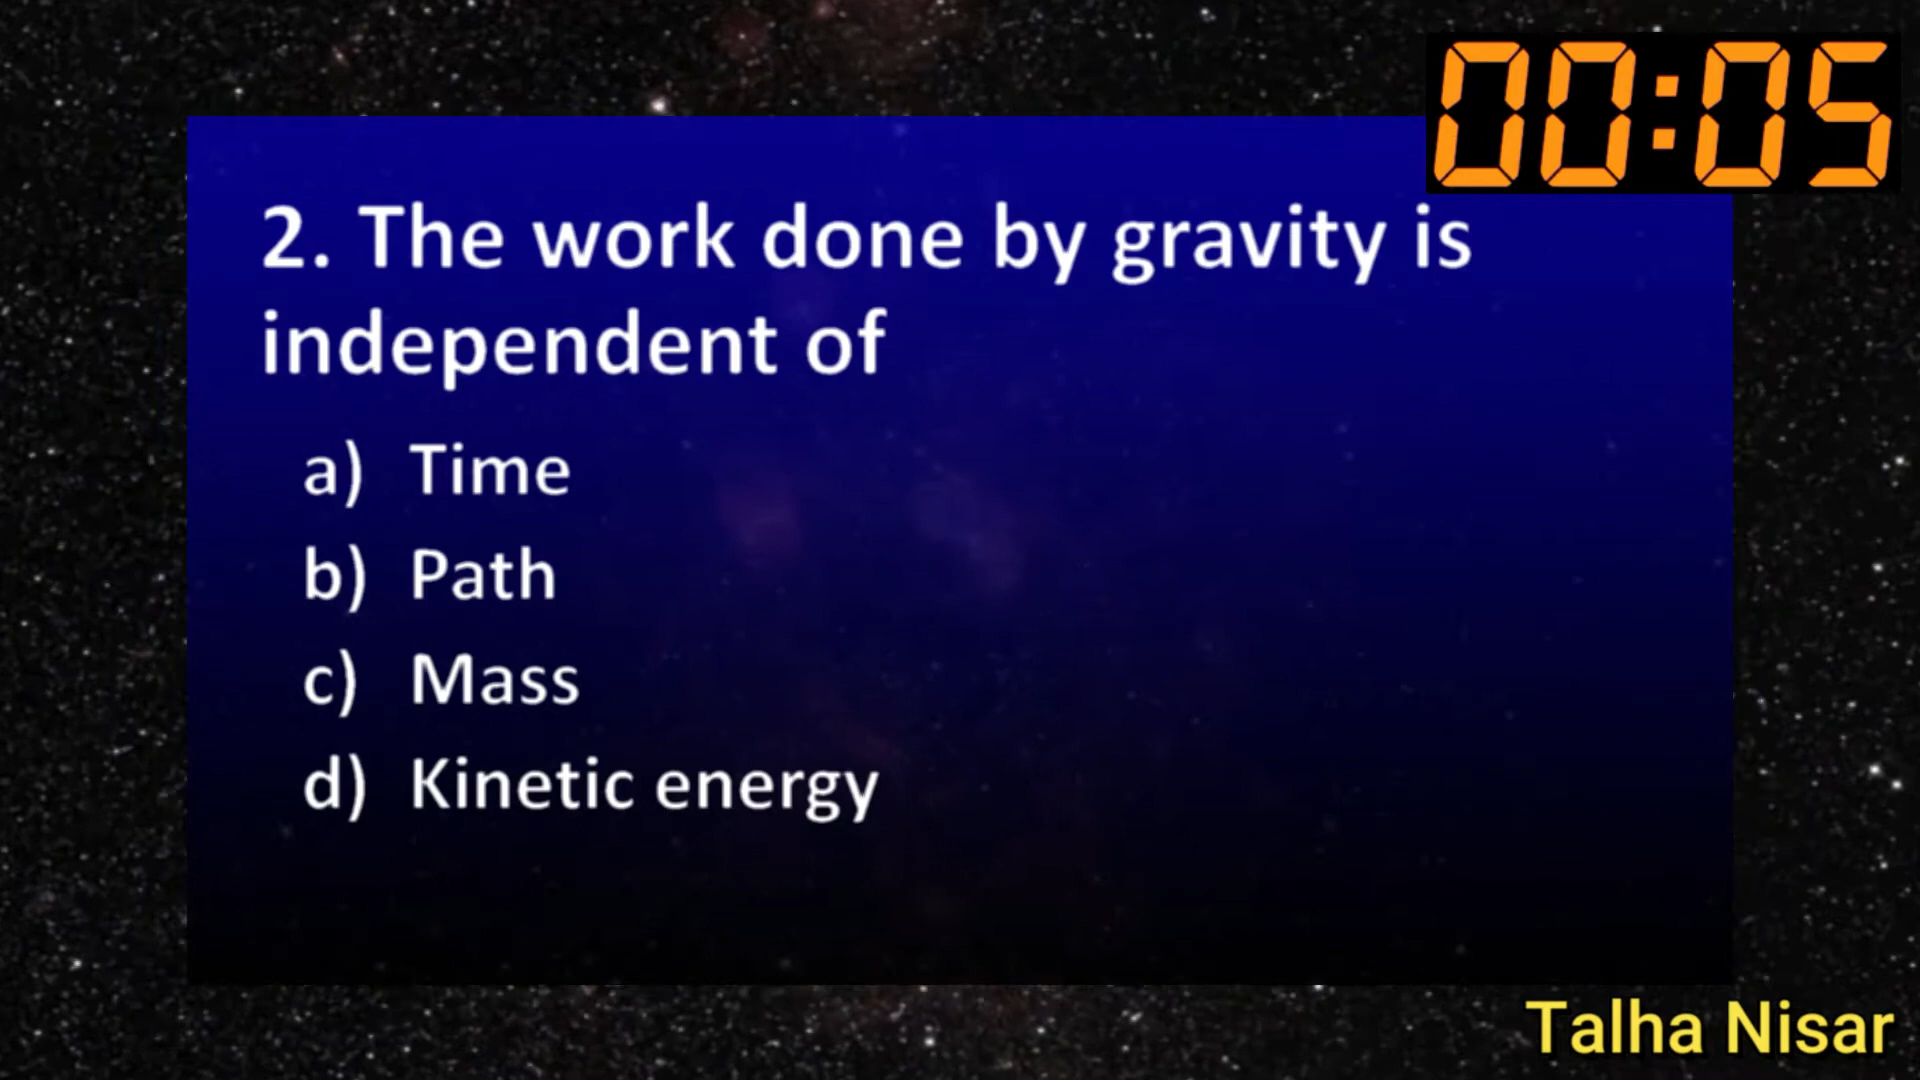 00:05
2. The work done by gravity is
independent of
a) Time
b) Path
c) Mass
d) Kinetic energy
Talha Nisar